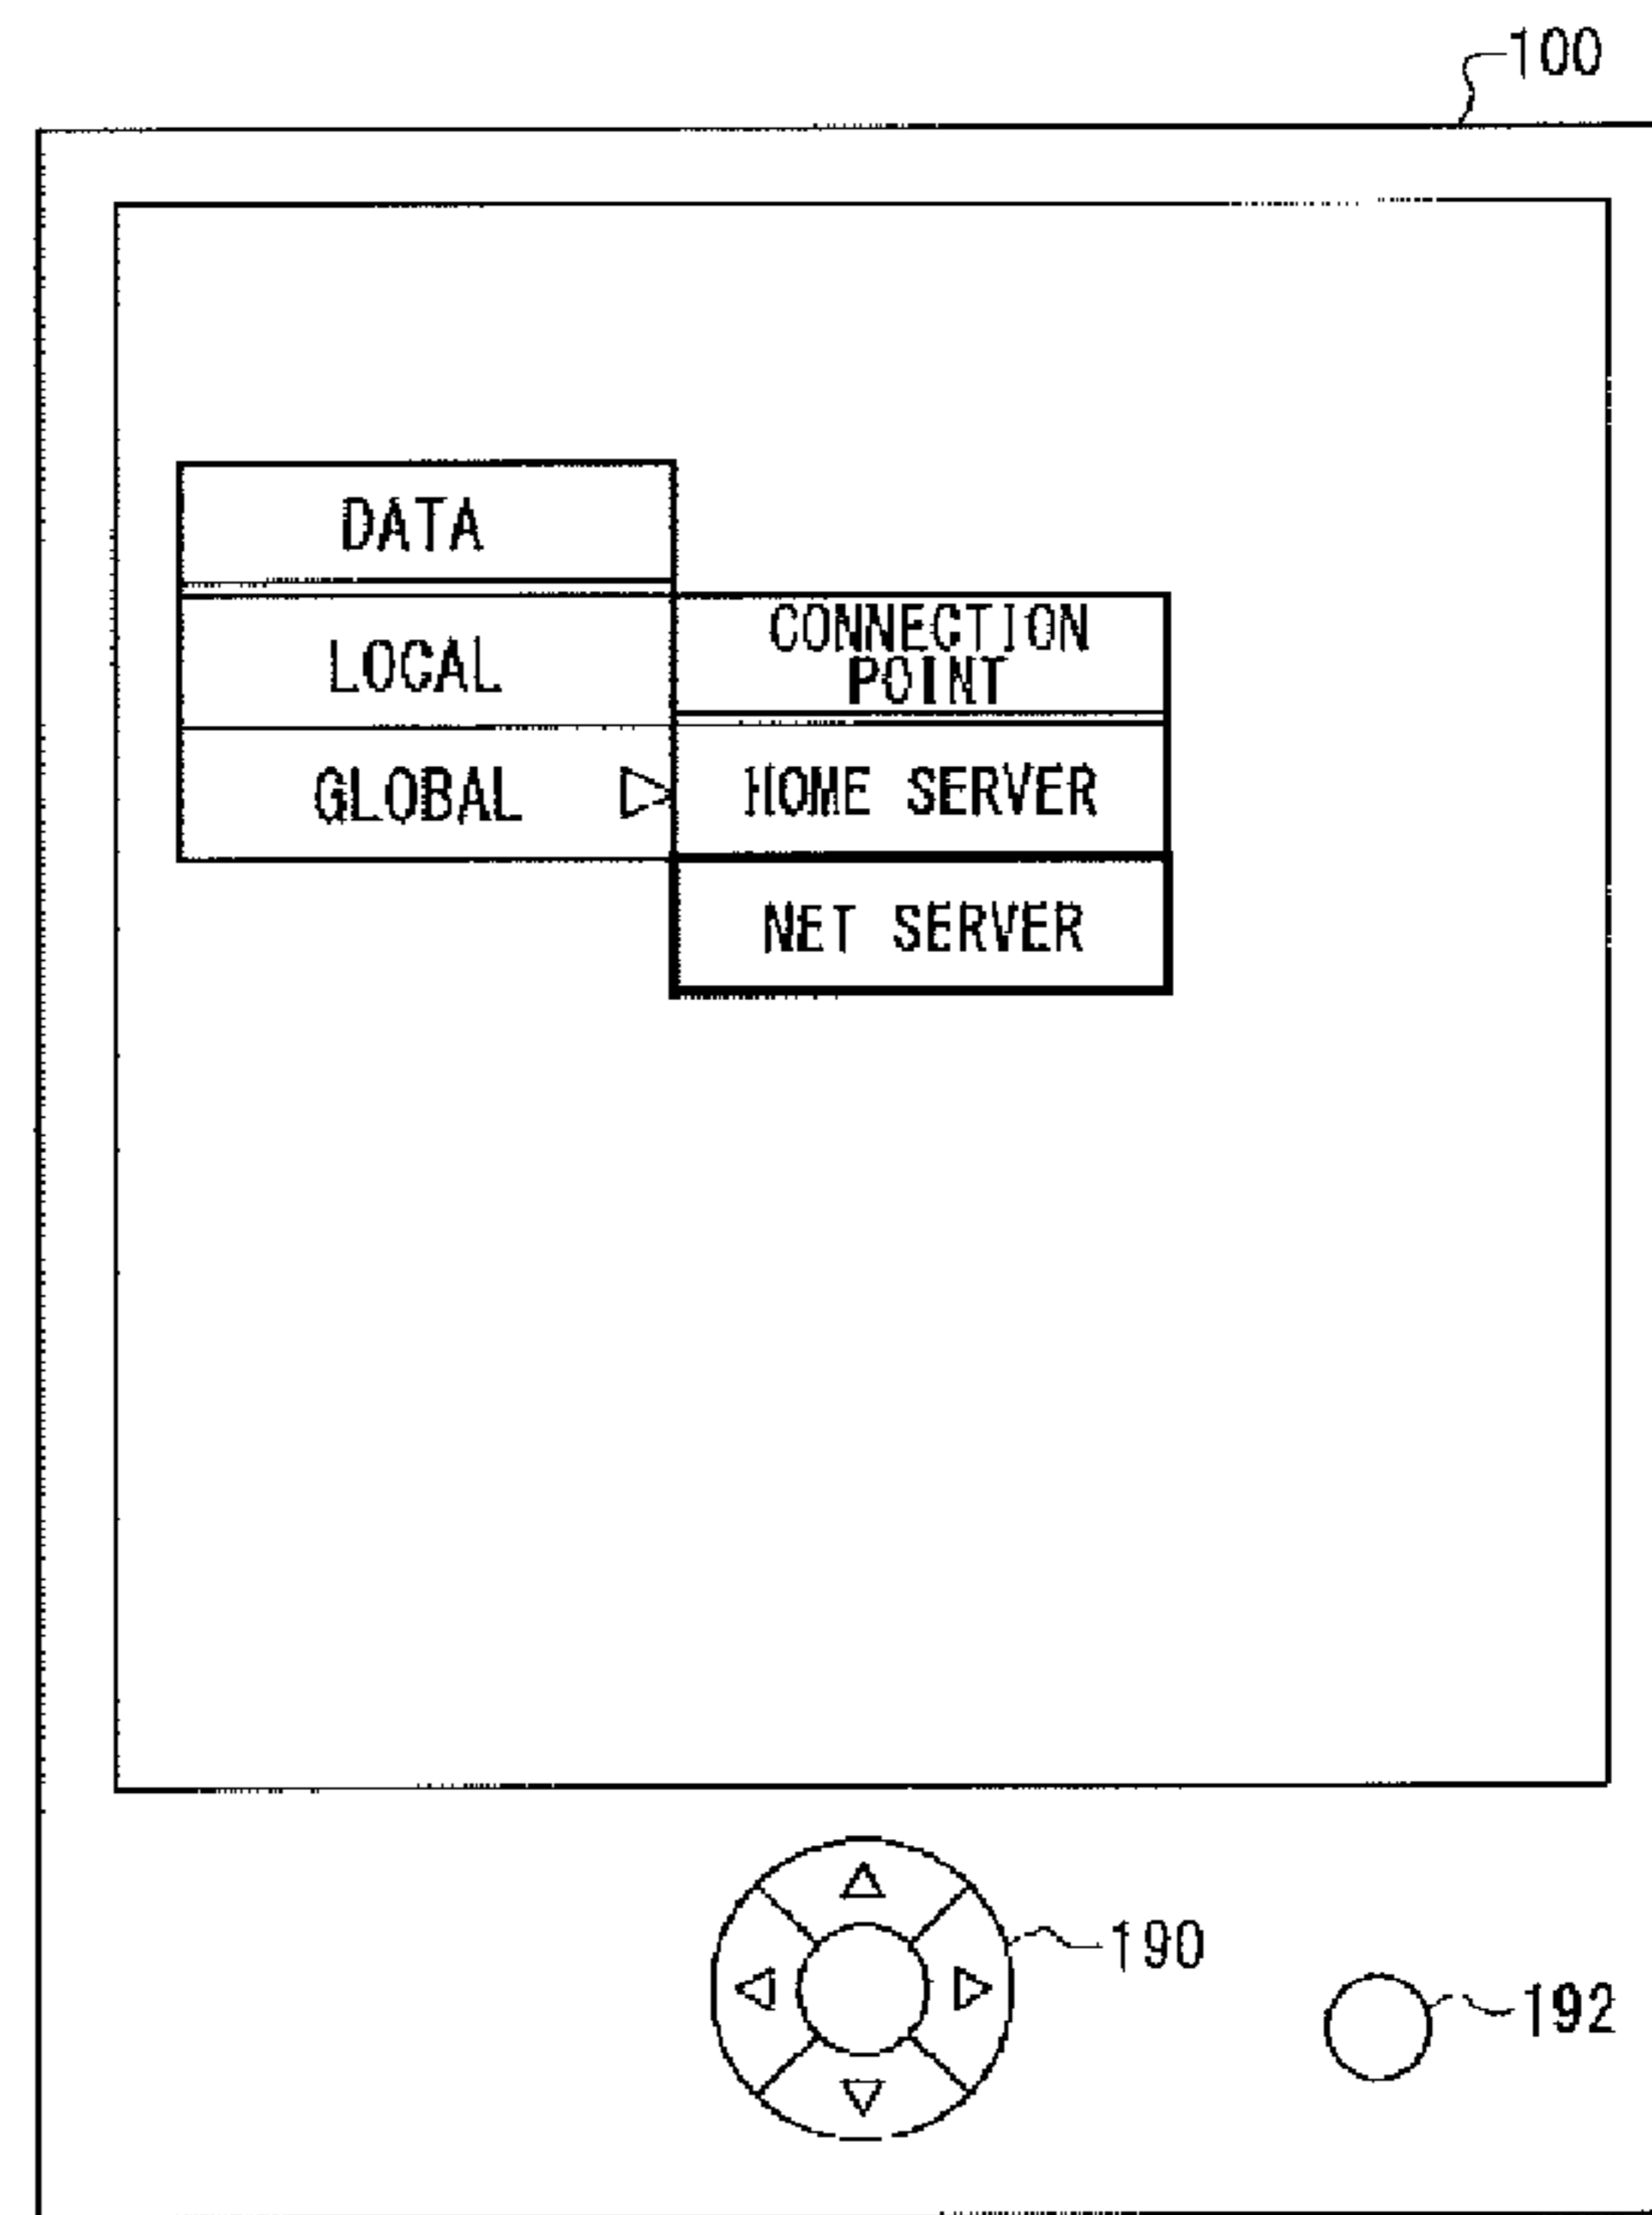 100
DATA
LOCAL
GLOBAL
CONNECTION
POINT
HOME SERVER
NET SERVER
190
192